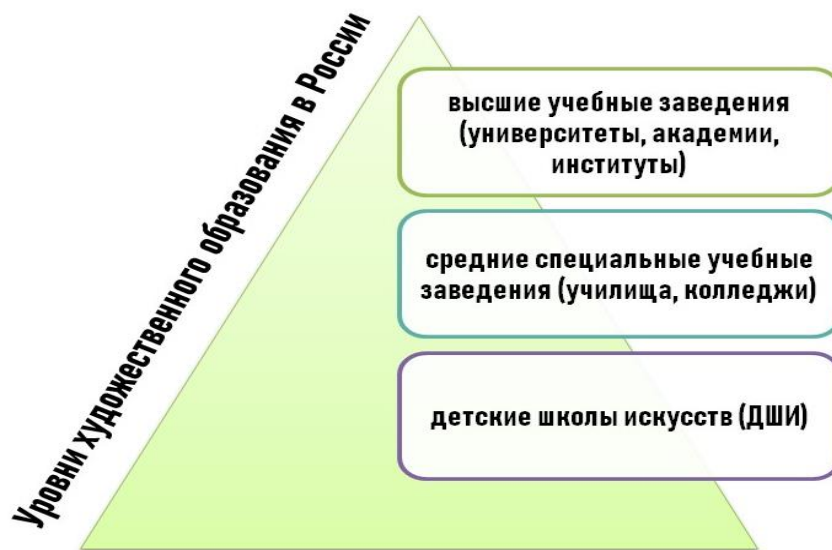 Уровни художественного образования в России
высшие учебные заведения
(университеты, академии,
институты)
средние специальные учебные
заведения (училища, колледжи)
детские школы искусств (ДШИ)